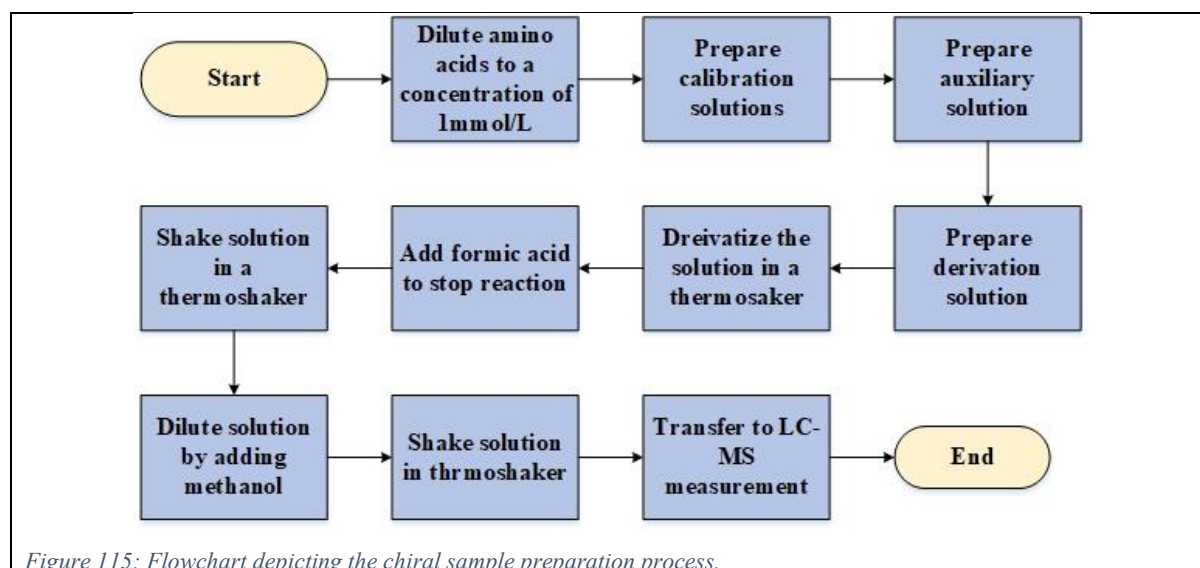 Start
Dilute amino
acids to a
concentration of
1mmol/L
Prepare
calibration
solutions
Prepare
auxiliary
solution
Prepare
derivation
solution
Dreivatize the
solution in a
thermosaker
Add formic acid
to stop reaction
Shake solution
in a
thermoshaker
Dilute solution
by adding
methanol
Shake solution
in thrmoshaker
Transfer to LC-
MS
measurement
End
Figure 115: Flowchart depicting the chiral sample preparation process.